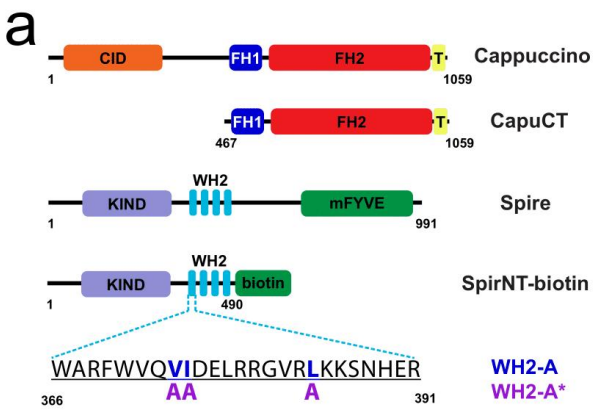 a
CID FH1 FH2 T Cappuccino
1 1059
FH1 FH2 T CapuCT
467 1059
WH2
KIND mFYVE Spire
1 991
WH2
KIND biotin SpirNT-biotin
1 490
WARFWVQVIDELRRGVRLKKSNHER WH2-A
AA A WH2-A*
366 391